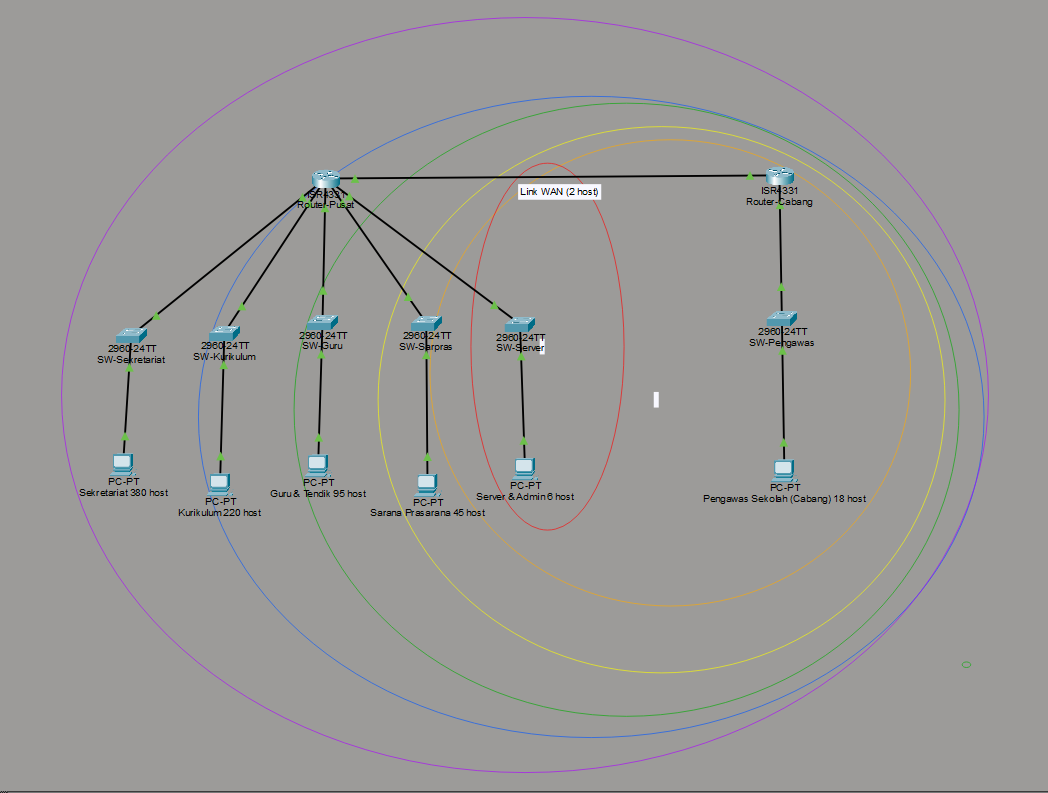 Link WAN (2 host)
ISR4331
Router-Pusat
ISR4331
Router-Cabang
2960-24TT
SW-Sekretariat
2960-24TT
SW-Kurikulum
2960-24TT
SW-Guru
2960-24TT
SW-Sarpras
2960-24TT
SW-Server
2960-24TT
SW-Pengawas
PC-PT
Sekretariat 380 host
PC-PT
Kurikulum 220 host
PC-PT
Guru & Tendik 95 host
PC-PT
Sarana Prasarana 45 host
PC-PT
Server & Admin 6 host
PC-PT
Pengawas Sekolah (Cabang) 18 host